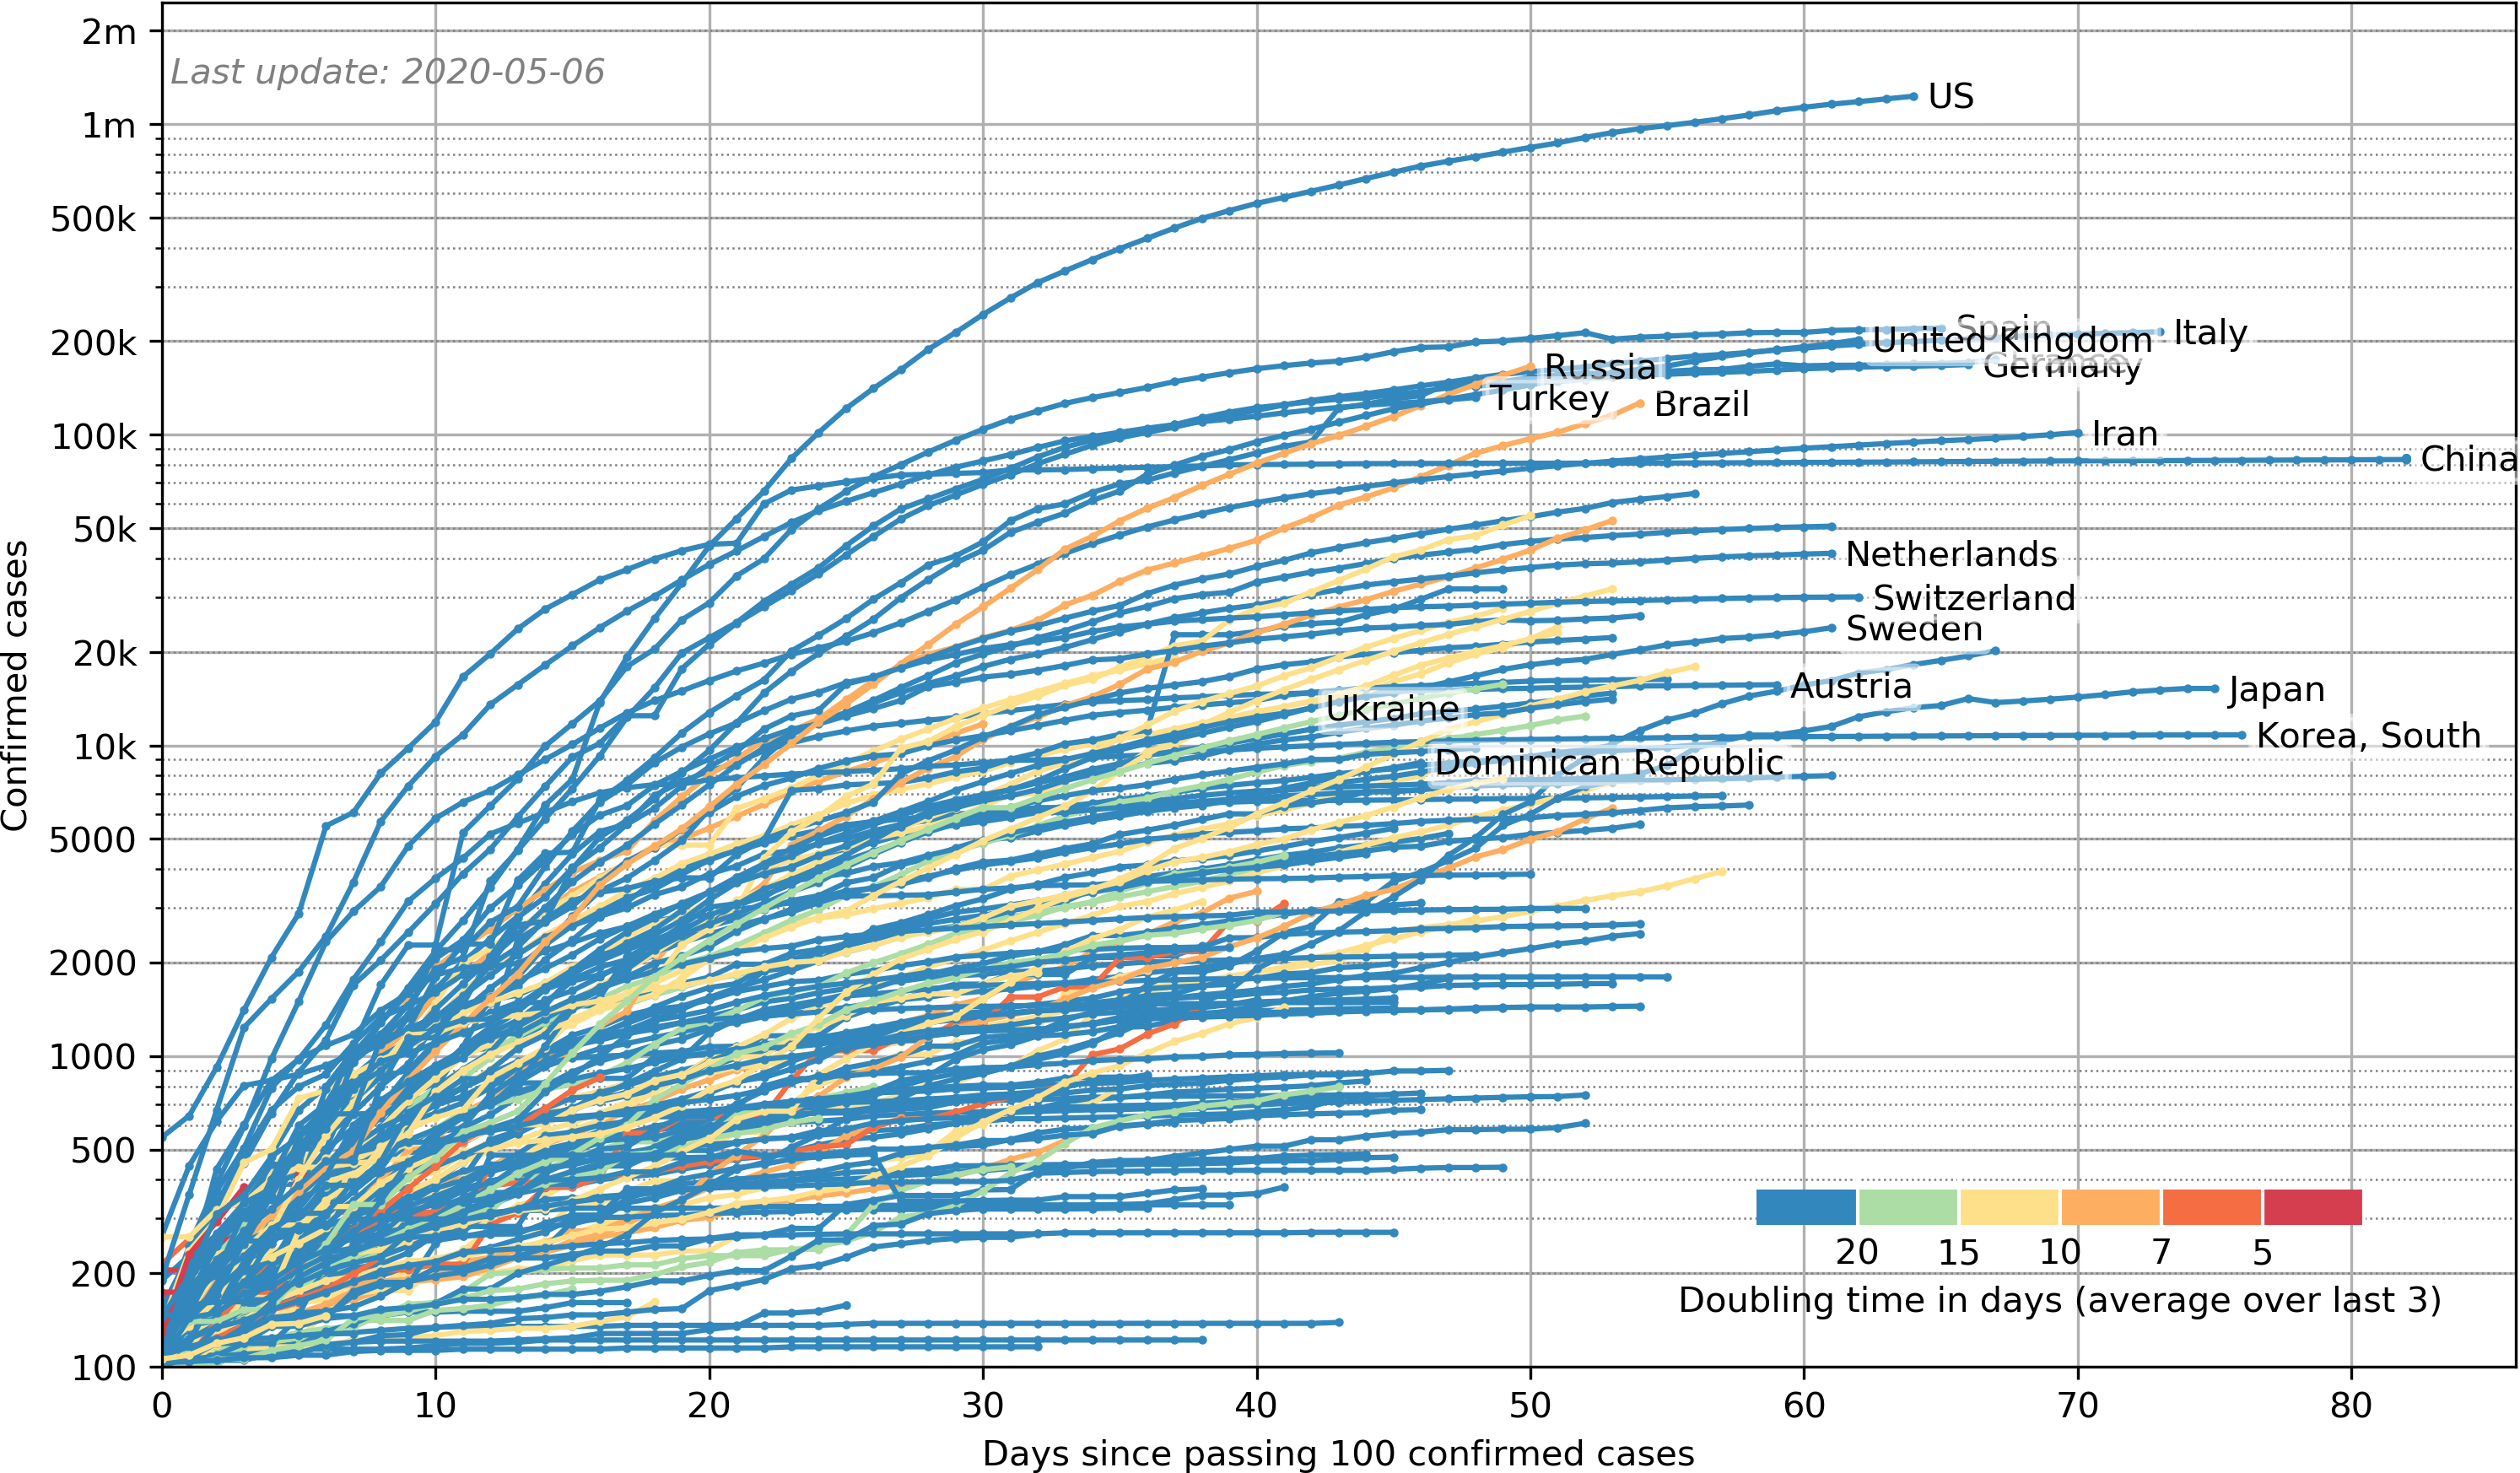 2m
Last update: 2020-05-06
US
1m
500k
Spain
Italy
200k
United Kingdom
Russia
Germany
Turkey
Brazil
100k
Iran
China
50k
Netherlands
Switzerland
Sweden
20k
Austria
Japan
Ukraine
Korea, South
10k
Dominican Republic
5000
2000
1000
500
200
100
20 15 10 7 5
Doubling time in days (average over last 3)
0 10 20 30 40 50 60 70 80
Days since passing 100 confirmed cases
Confirmed cases